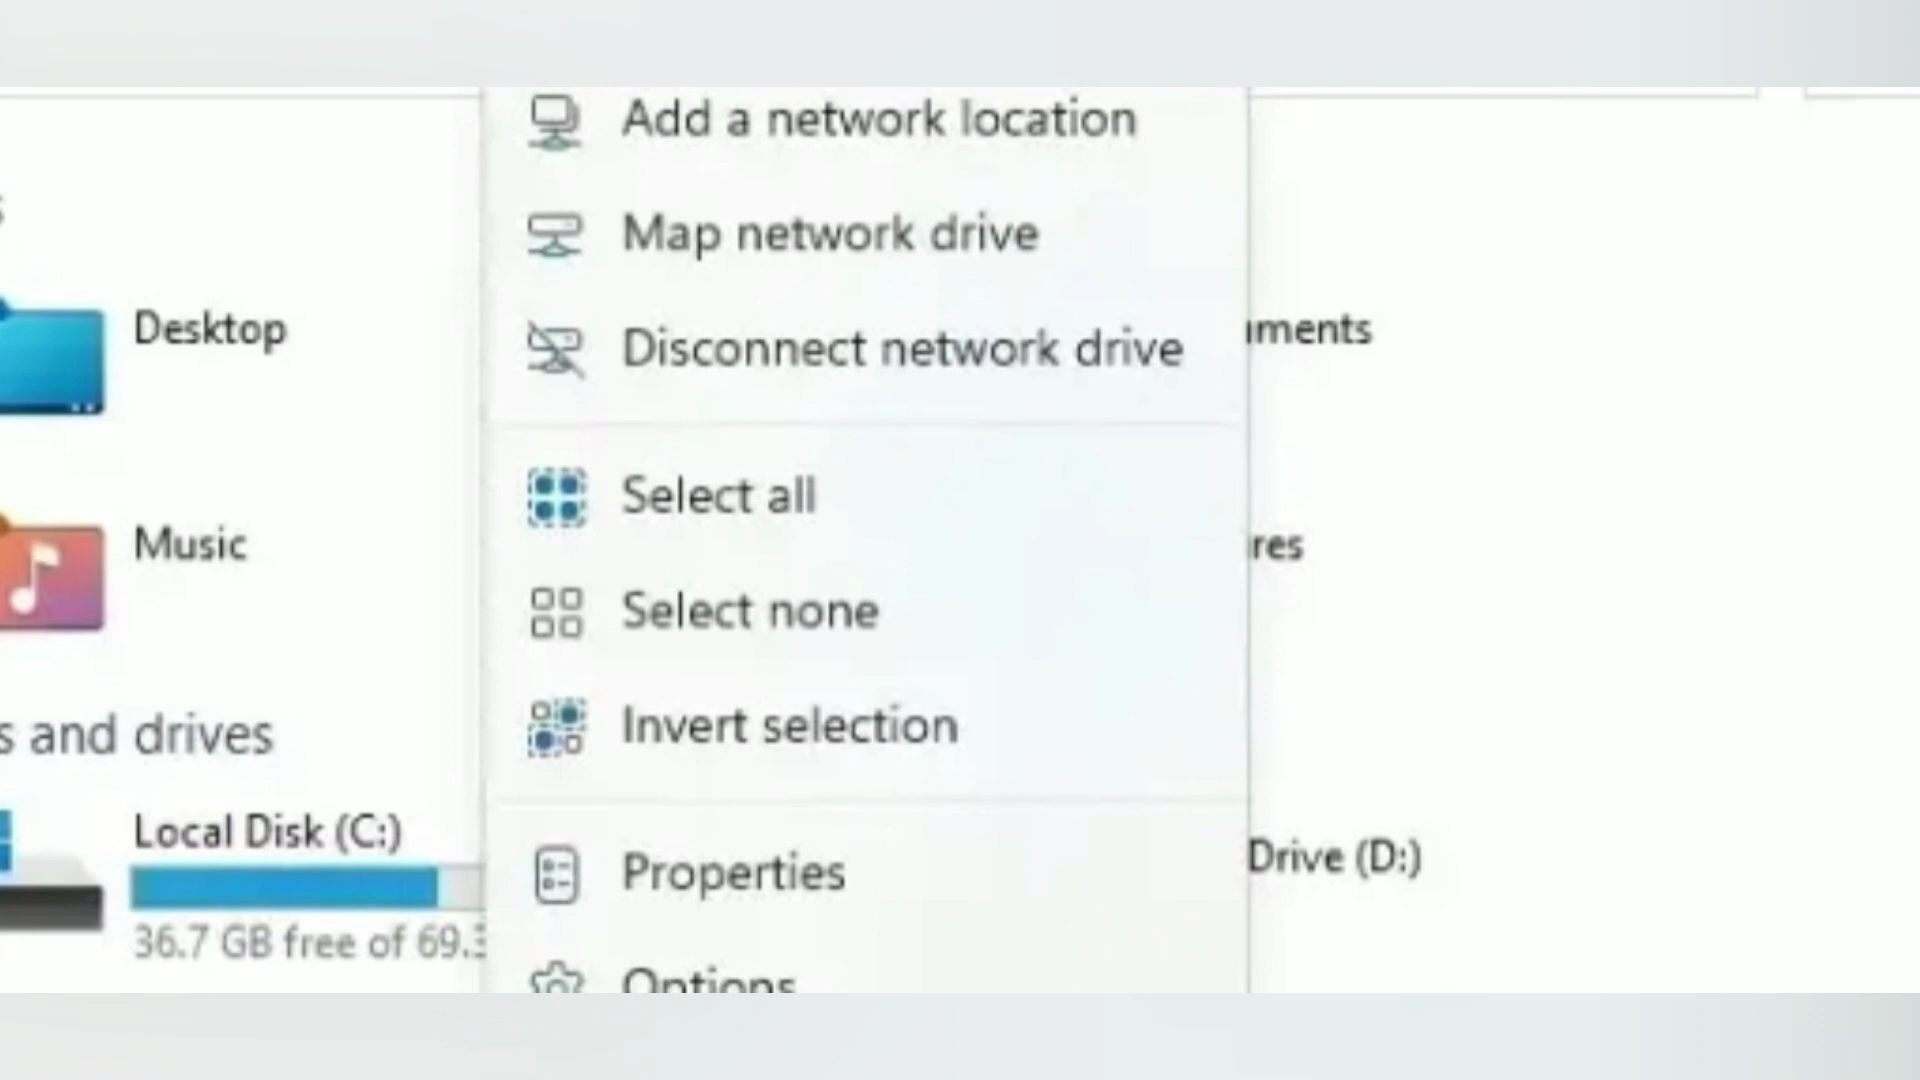 Add a network location
Map network drive
Disconnect network drive
Select all
Select none
Invert selection
Properties
Options
Desktop
Music
s and drives
Local Disk (C:)
36.7 GB free of 69.3
uments
res
Drive (D:)